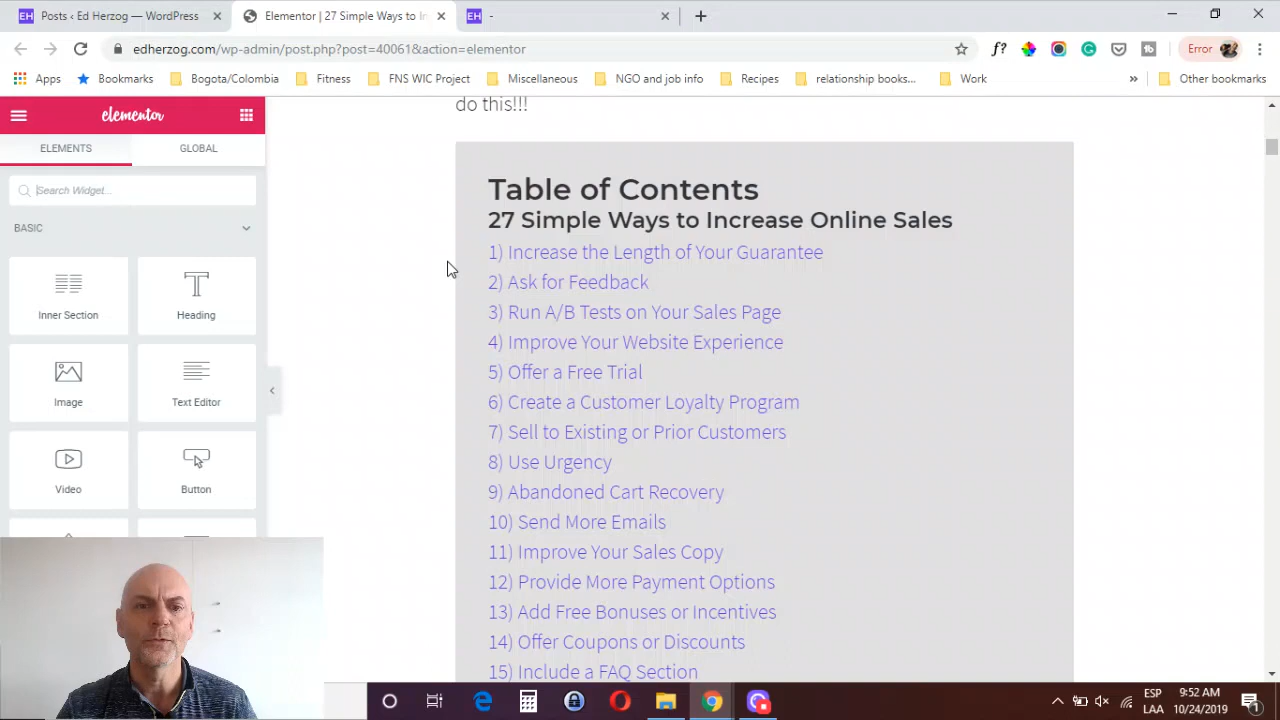 Posts ‹ Ed Herzog — WordPress
Elementor | 27 Simple Ways to In
EH -
edherzog.com/wp-admin/post.php?post=40061&action=elementor
f?
Error
Apps
Bookmarks
Bogota/Colombia
Fitness
FNS WIC Project
Miscellaneous
NGO and job info
Recipes
relationship books...
Work
»
Other bookmarks
elementor
ELEMENTS
GLOBAL
Search Widget...
BASIC
Inner Section
Heading
Image
Text Editor
Video
Button
do this!!!
Table of Contents
27 Simple Ways to Increase Online Sales
1) Increase the Length of Your Guarantee
2) Ask for Feedback
3) Run A/B Tests on Your Sales Page
4) Improve Your Website Experience
5) Offer a Free Trial
6) Create a Customer Loyalty Program
7) Sell to Existing or Prior Customers
8) Use Urgency
9) Abandoned Cart Recovery
10) Send More Emails
11) Improve Your Sales Copy
12) Provide More Payment Options
13) Add Free Bonuses or Incentives
14) Offer Coupons or Discounts
15) Include a FAQ Section
ESP
LAA
9:52 AM
10/24/2019